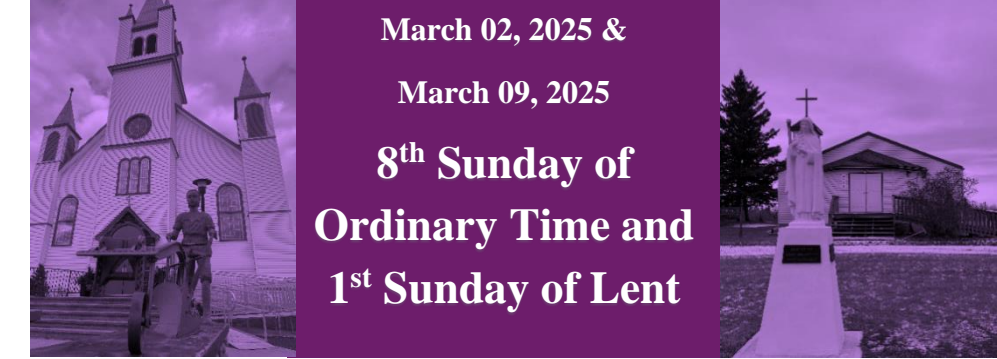 March 02, 2025 &
March 09, 2025
8th Sunday of
Ordinary Time and
1st Sunday of Lent